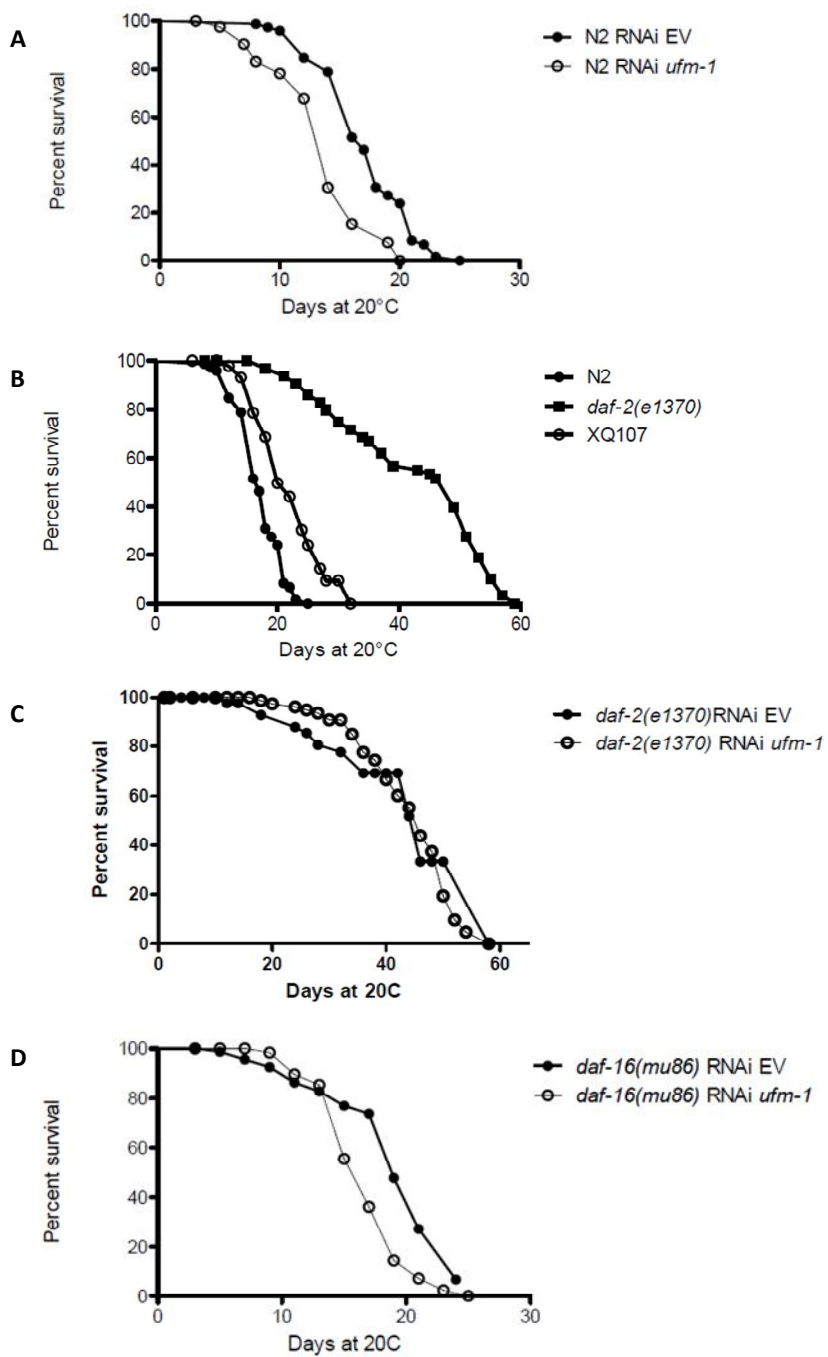 A
Percent survival
100
80
60
40
20
0
0 10 20 30
Days at 20°C
N2 RNAi EV
N2 RNAi ufm-1
B
Percent survival
100
80
60
40
20
0
0 20 40 60
Days at 20°C
N2
daf-2(e1370)
XQ107
C
Percent survival
100
80
60
40
20
0
0 20 40 60
Days at 20C
daf-2(e1370)RNAi EV
daf-2(e1370) RNAi ufm-1
D
Percent survival
100
80
60
40
20
0
0 10 20 30
Days at 20C
daf-16(mu86) RNAi EV
daf-16(mu86) RNAi ufm-1